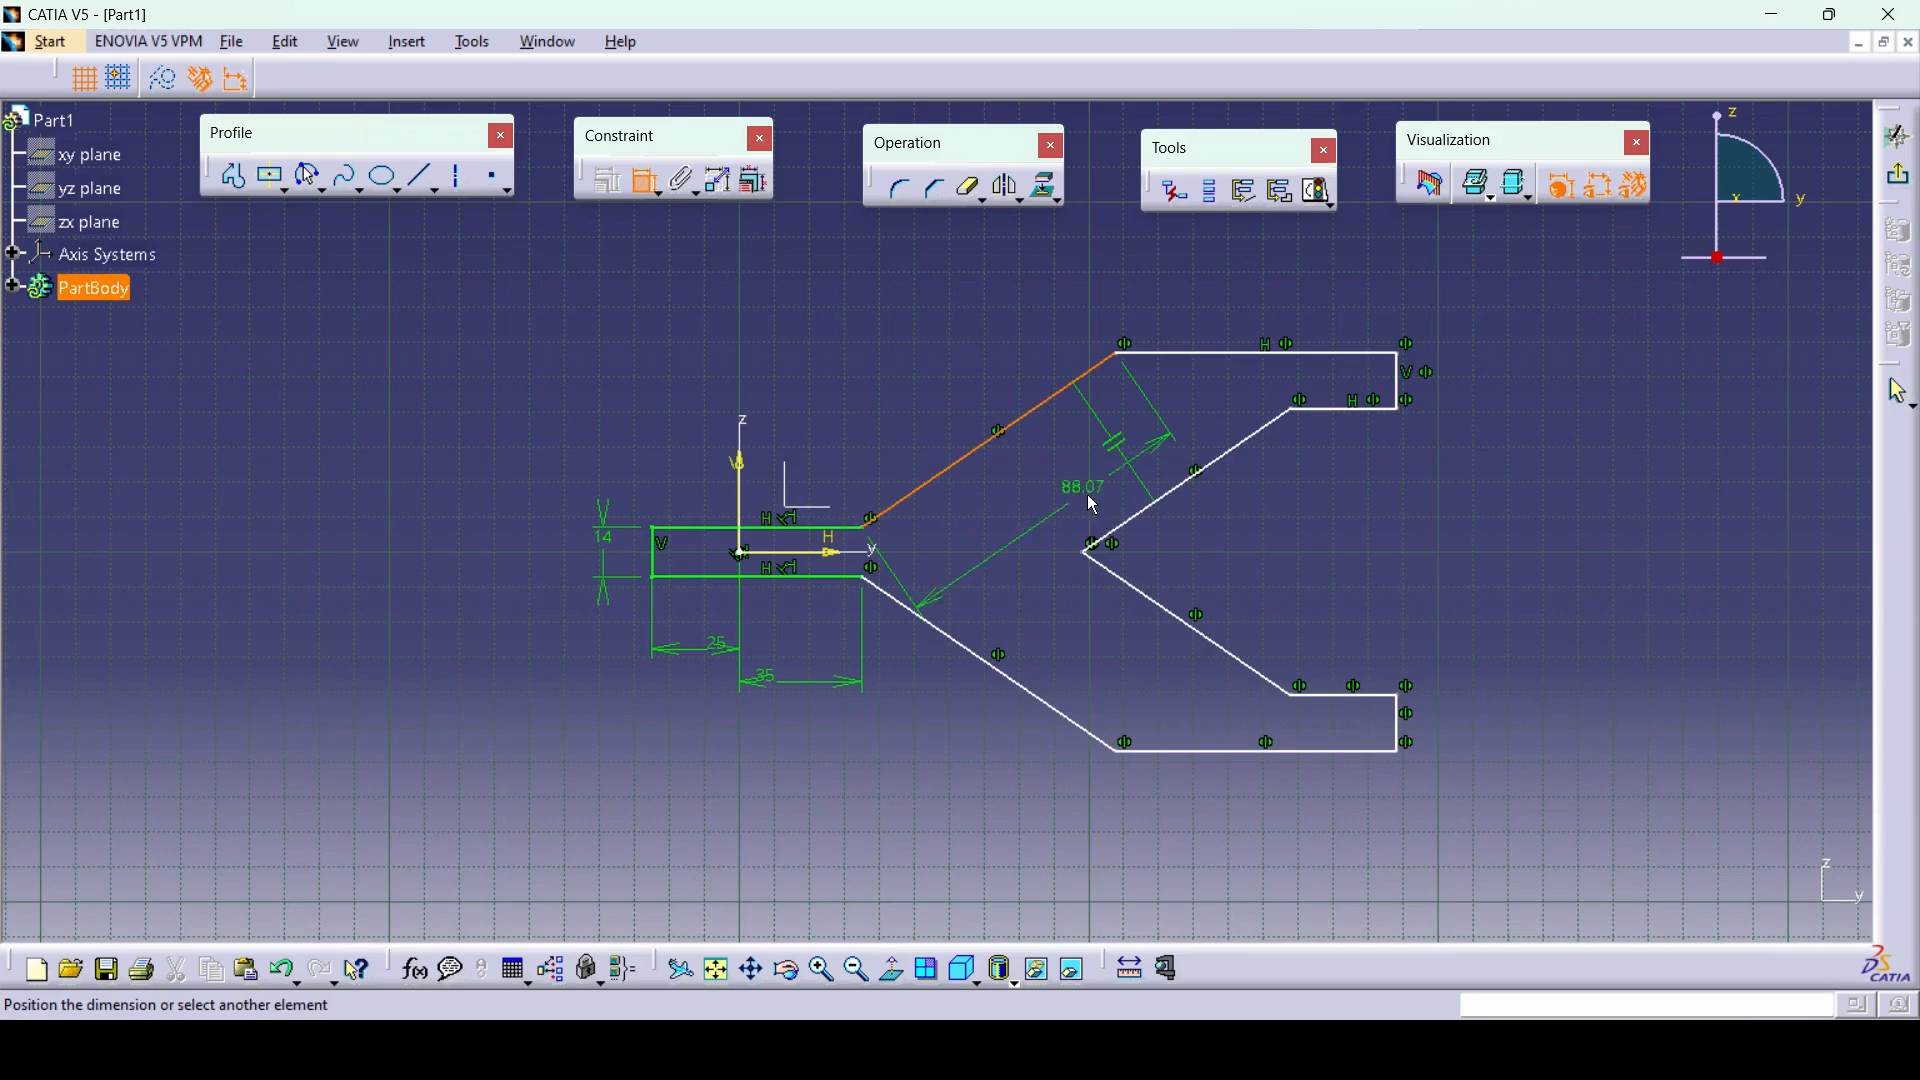 CATIA V5 - [Part1]
Start ENOVIA V5 VPM File Edit View Insert Tools Window Help
Part1
xy plane
yz plane
zx plane
Axis Systems
PartBody
Profile
Constraint
Operation
Tools
Visualization
z
x
y
H H
V
H
z
V
88.07
H
14
V
H
y
H
25
35
z
y
f(x)
DS CATIA
Position the dimension or select another element